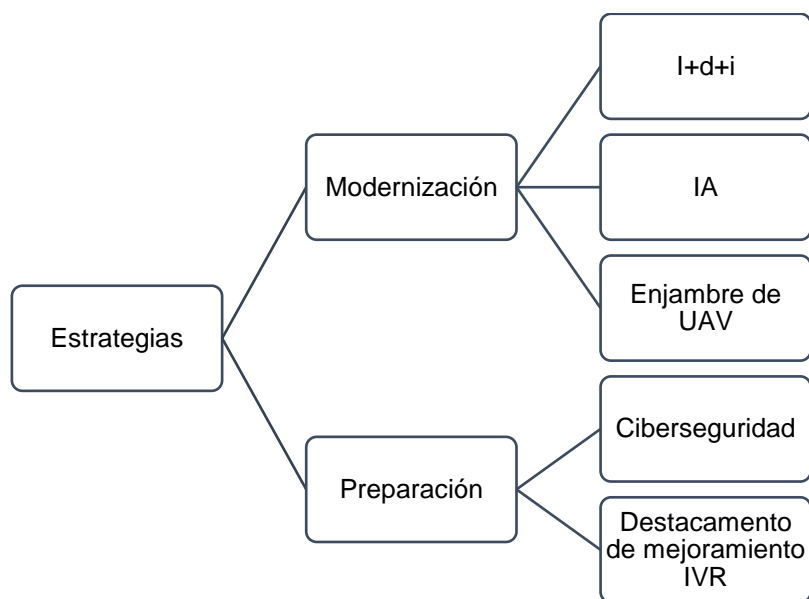 I+d+i
Modernización
IA
Enjambre de
UAV
Estrategias
Ciberseguridad
Preparación
Destacamento
de mejoramiento
IVR